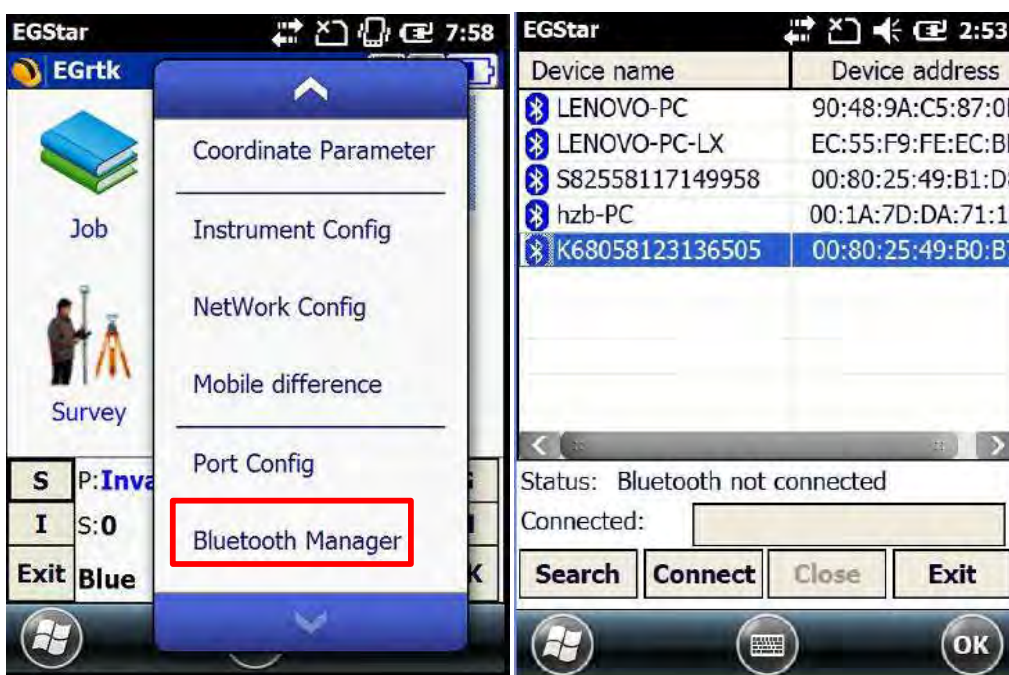 EGStar 7:58
EGrtk
Coordinate Parameter
Job
Instrument Config
NetWork Config
Mobile difference
Survey
Port Config
S P:Inva
I S:0
Bluetooth Manager
Exit Blue K
EGStar 2:53
Device name Device address
LENOVO-PC 90:48:9A:C5:87:0
LENOVO-PC-LX EC:55:F9:FE:EC:B
S82558117149958 00:80:25:49:B1:D
hzb-PC 00:1A:7D:DA:71:1
K68058123136505 00:80:25:49:B0:B
Status: Bluetooth not connected
Connected:
Search Connect Close Exit
OK